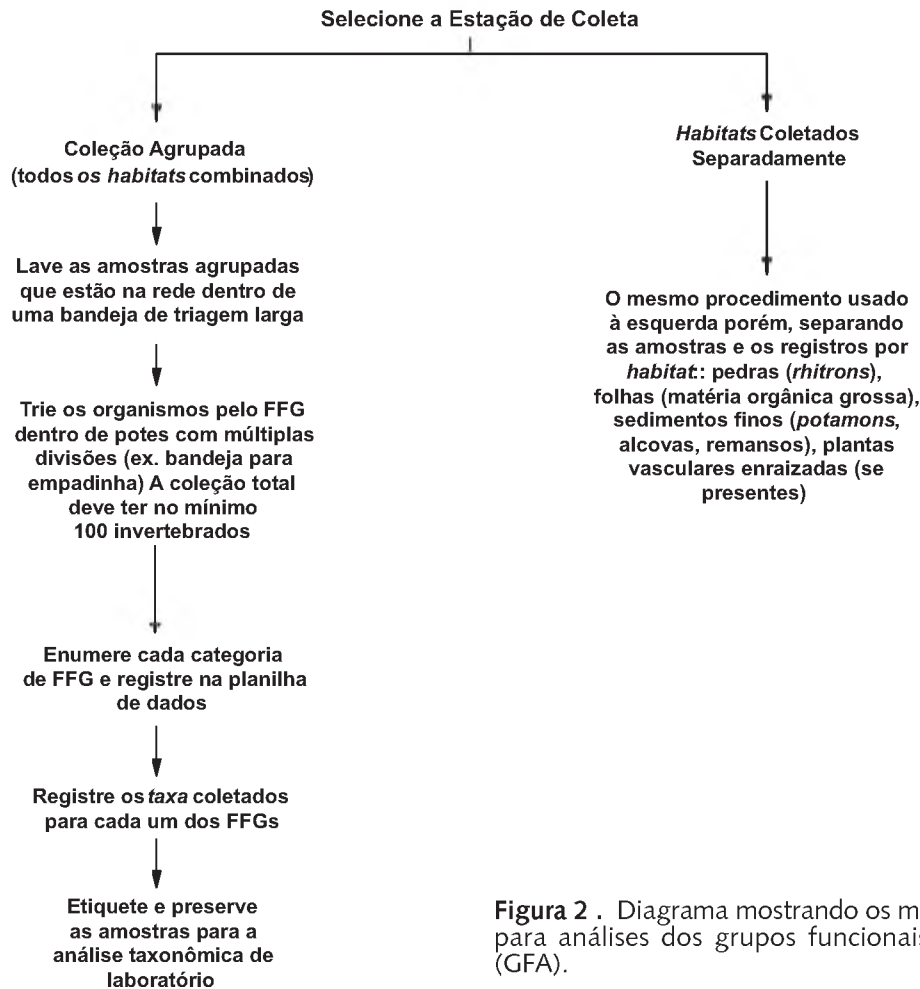 Selecione a Estação de Coleta
Coleção Agrupada
(todos os habitats combinados)
Lave as amostras agrupadas
que estão na rede dentro de
uma bandeja de triagem larga
Trie os organismos pelo FFG
dentro de potes com múltiplas
divisões (ex. bandeja para
empadinha) A coleção total
deve ter no mínimo
100 invertebrados
Enumere cada categoria
de FFG e registre na planilha
de dados
Registre os taxa coletados
para cada um dos FFGs
Etiquete e preserve
as amostras para a
análise taxonômica de
laboratório
Habitats Coletados
Separadamente
O mesmo procedimento usado
à esquerda porém, separando
as amostras e os registros por
habitat:: pedras (rhitrons),
folhas (matéria orgânica grossa),
sedimentos finos (potamons,
alcovas, remansos), plantas
vasculares enraizadas (se
presentes)
Figura 2 . Diagrama mostrando os
para análises dos grupos funcionais
(GFA).